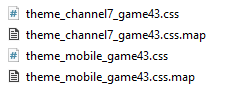 theme_channel7_game43.css
theme_channel7_game43.css.map
theme_mobile_game43.css
theme_mobile_game43.css.map